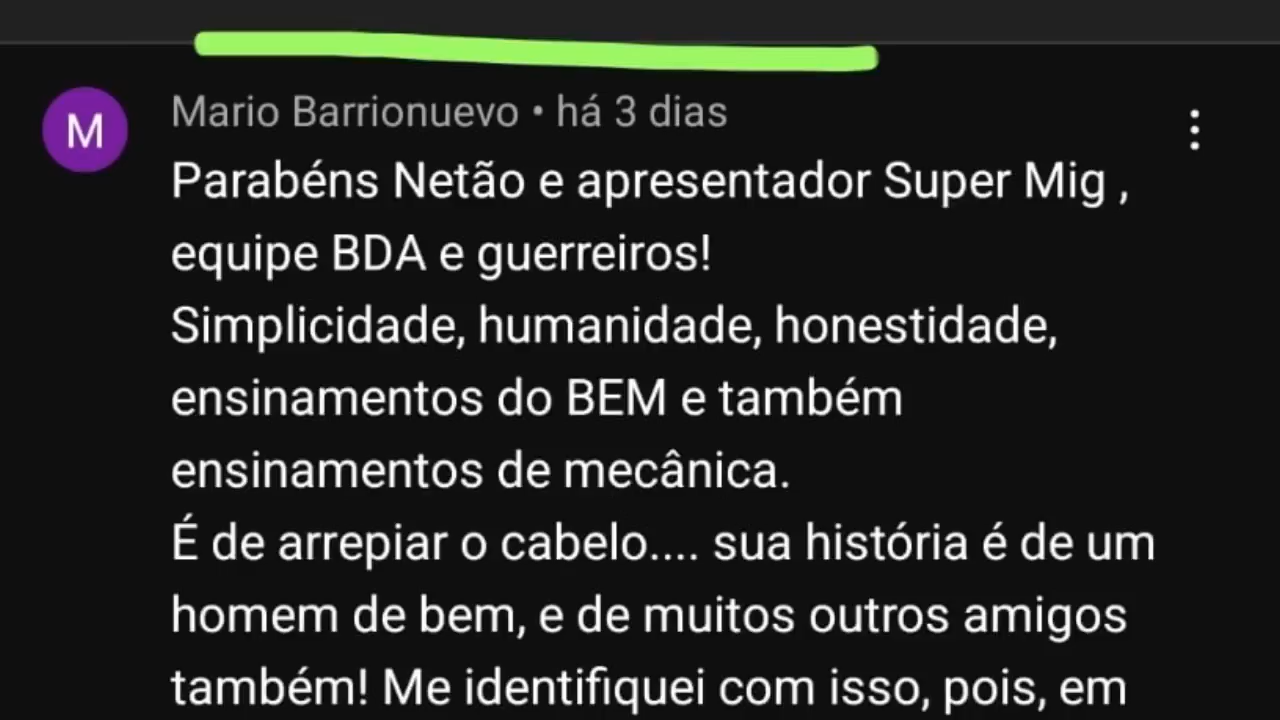 M
Mario Barrionuevo • há 3 dias
Parabéns Netão e apresentador Super Mig ,
equipe BDA e guerreiros!
Simplicidade, humanidade, honestidade,
ensinamentos do BEM e também
ensinamentos de mecânica.
É de arrepiar o cabelo.... sua história é de um
homem de bem, e de muitos outros amigos
também! Me identifiquei com isso, pois, em